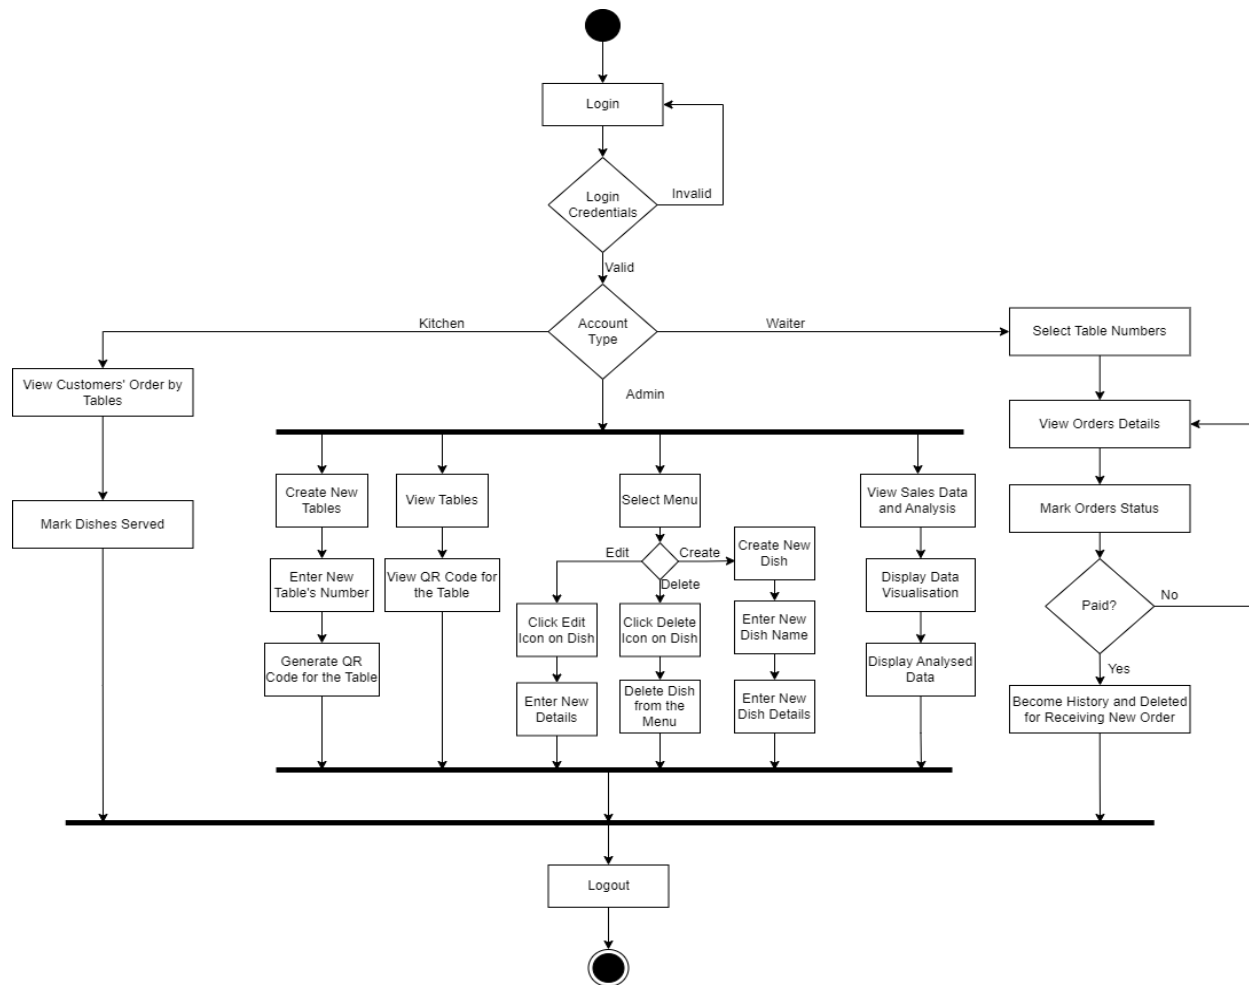 Login
Login
Credentials
Invalid
Valid
Kitchen
Account
Type
Waiter
Select Table Numbers
View Customers' Order by
Tables
Admin
View Orders Details
Create New
Tables
View Tables
Select Menu
View Sales Data
and Analysis
Mark Dishes Served
Mark Orders Status
Edit
Create
Create New
Dish
Delete
Enter New
Table's Number
View QR Code for
the Table
Display Data
Visualisation
Paid?
No
Click Edit
Icon on Dish
Click Delete
Icon on Dish
Enter New
Dish Name
Generate QR
Code for the Table
Display Analysed
Data
Yes
Enter New
Details
Delete Dish
from the
Menu
Enter New
Dish Details
Become History and Deleted
for Receiving New Order
Logout